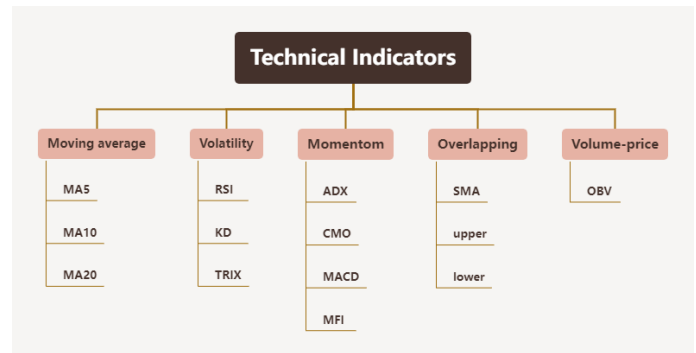 Technical Indicators
Moving average
Volatility
Momentom
Overlapping
Volume-price
MA5
RSI
ADX
SMA
OBV
MA10
KD
CMO
upper
MA20
TRIX
MACD
lower
MFI